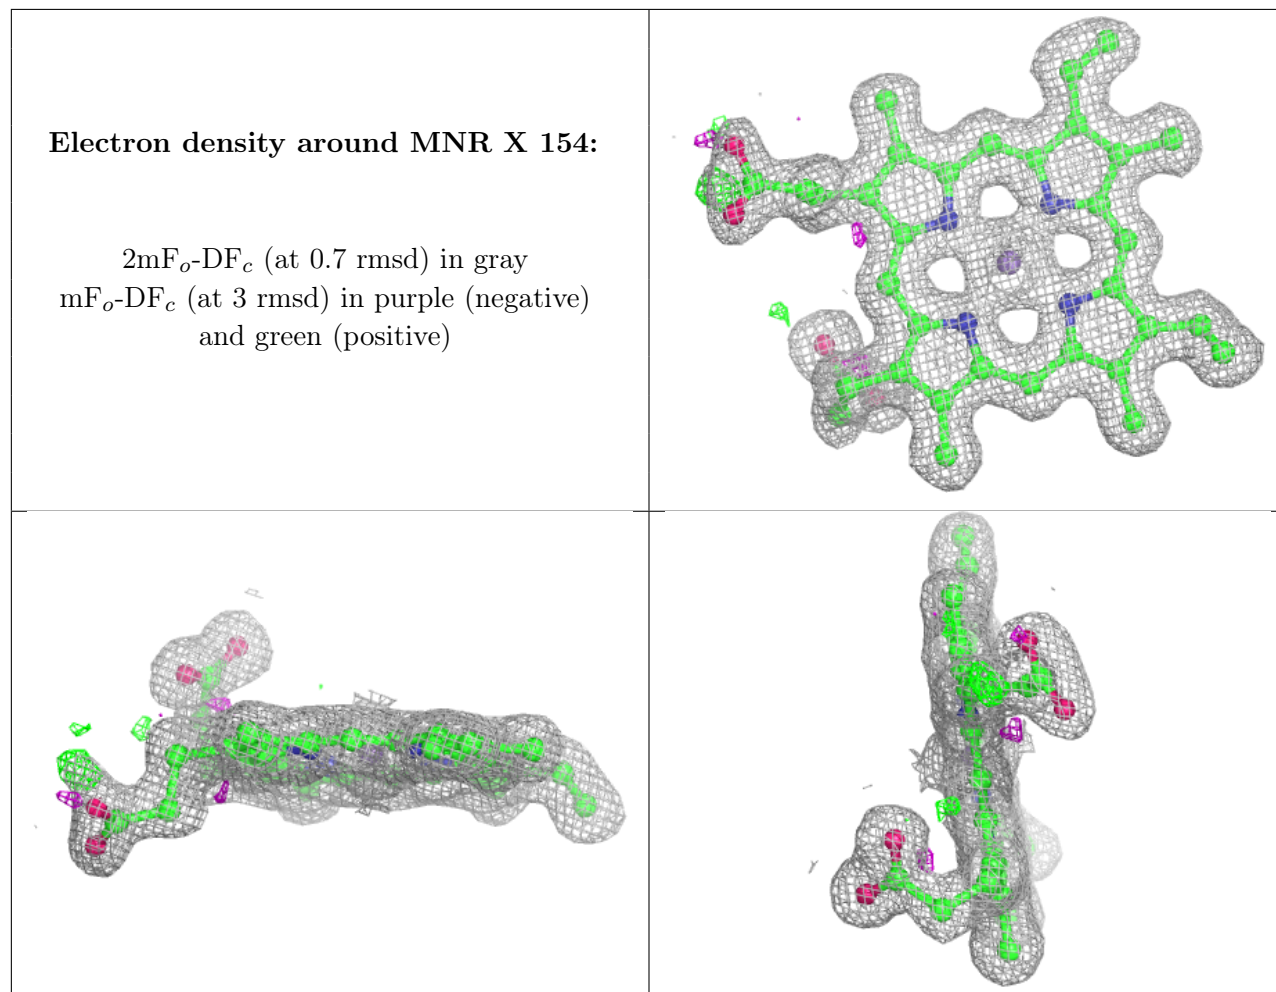 Electron density around MNR X 154:
2mFo-DFc (at 0.7 rmsd) in gray
mFo-DFc (at 3 rmsd) in purple (negative)
and green (positive)